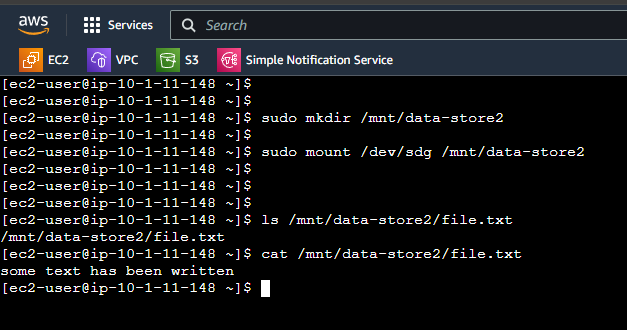 aws Services Search
EC2 VPC S3 Simple Notification Service
[ec2-user@ip-10-1-11-148 ~]$
[ec2-user@ip-10-1-11-148 ~]$
[ec2-user@ip-10-1-11-148 ~]$ sudo mkdir /mnt/data-store2
[ec2-user@ip-10-1-11-148 ~]$
[ec2-user@ip-10-1-11-148 ~]$ sudo mount /dev/sdg /mnt/data-store2
[ec2-user@ip-10-1-11-148 ~]$
[ec2-user@ip-10-1-11-148 ~]$
[ec2-user@ip-10-1-11-148 ~]$
[ec2-user@ip-10-1-11-148 ~]$ ls /mnt/data-store2/file.txt
/mnt/data-store2/file.txt
[ec2-user@ip-10-1-11-148 ~]$ cat /mnt/data-store2/file.txt
some text has been written
[ec2-user@ip-10-1-11-148 ~]$